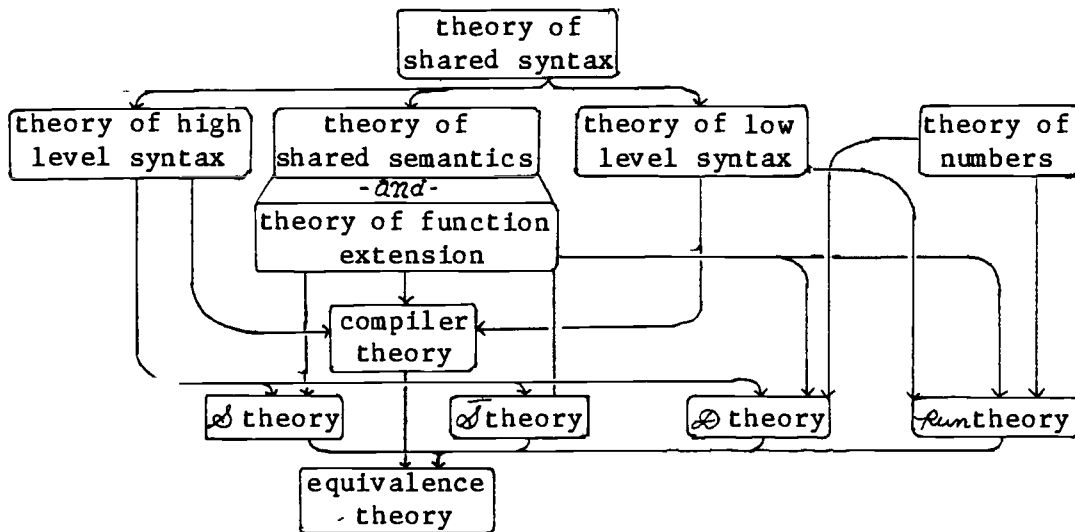 theory of
shared syntax
theory of high
level syntax
theory of
shared semantics
theory of low
level syntax
theory of
numbers
-and-
theory of function
extension
compiler
theory
S theory
S̄ theory
D theory
Run theory
equivalence
theory